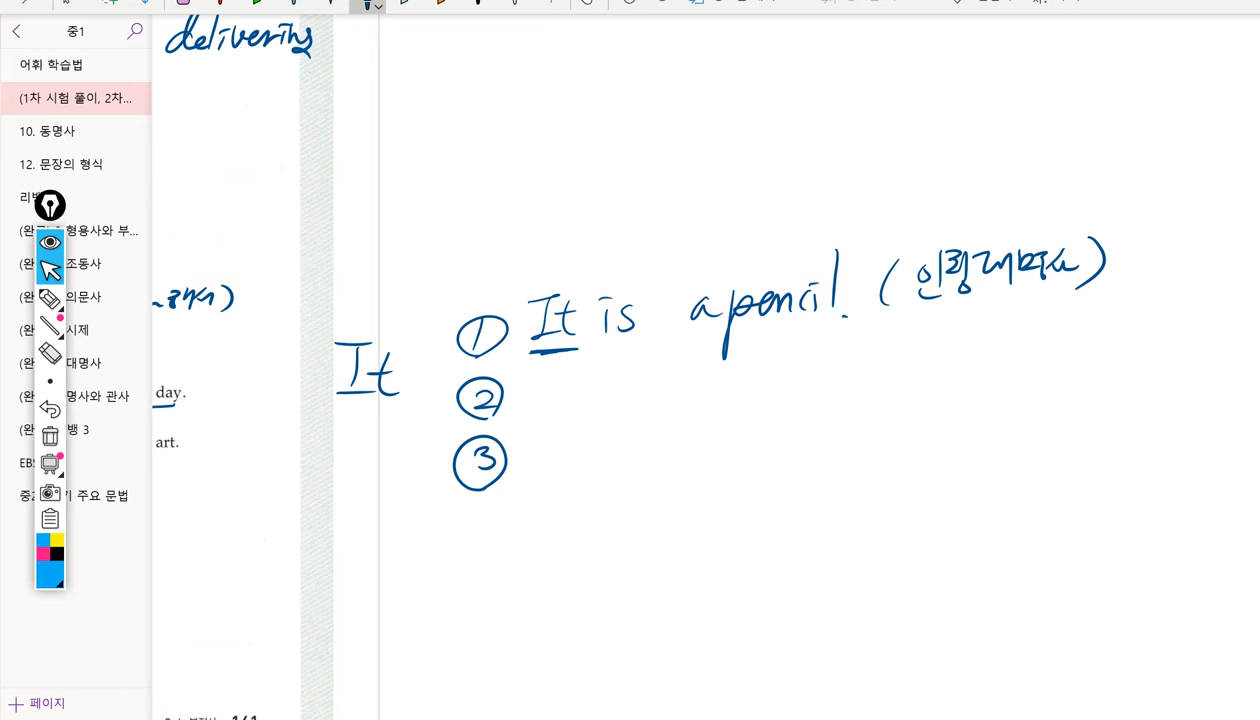 중1
어휘 학습법
(1차 시험 풀이, 2차...
10. 동명사
12. 문장의 형식
형용사와 부...
조동사
의문사
시제
대명사
명사와 관사
뱅 3
주요 문법
페이지
delivering
day.
art.
It
① It is a pencil. (인칭대명사)
②
③